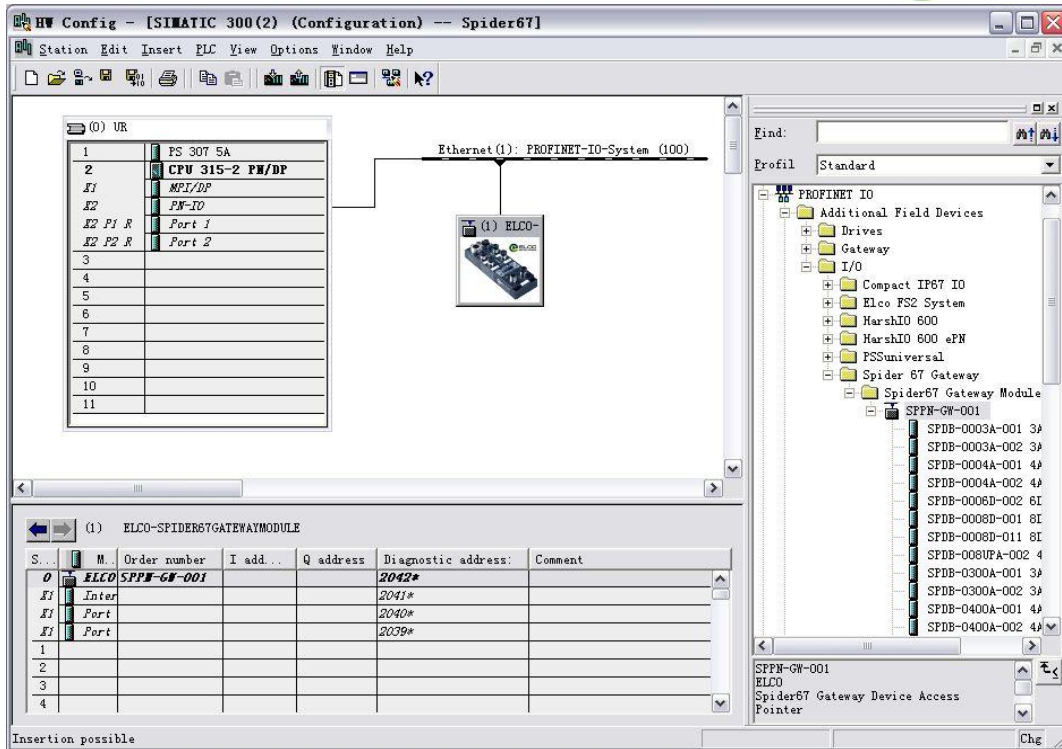 HW Config - [SIMATIC 300(2) (Configuration) -- Spider67]
Station Edit Insert PLC View Options Window Help
(0) UR
1 PS 307 5A
2 CPU 315-2 PN/DP
X1 MPI/DP
X2 PN-IO
X2 P1 R Port 1
X2 P2 R Port 2
3
4
5
6
7
8
9
10
11
Ethernet(1): PROFINET-IO-System (100)
(1) ELCO-
ELCO
Find:
Profil Standard
PROFINET IO
Additional Field Devices
Drives
Gateway
I/O
Compact IP67 IO
Elco FS2 System
HarshIO 600
HarshIO 600 ePN
PSSuniversal
Spider 67 Gateway
Spider67 Gateway Module
SPPN-GW-001
SPDB-0003A-001 3A
SPDB-0003A-002 3A
SPDB-0004A-001 4A
SPDB-0004A-002 4A
SPDB-0006D-002 6D
SPDB-0008D-001 8D
SPDB-0008D-011 8D
SPDB-008UPA-002 4
SPDB-0300A-001 3A
SPDB-0300A-002 3A
SPDB-0400A-001 4A
SPDB-0400A-002 4A
(1) ELCO-SPIDER67GATEWAYMODULE
S... M.. Order number I add... Q address Diagnostic address: Comment
0 ELCO SPPN-GW-001 2042*
X1 Inter 2041*
X1 Port 2040*
X1 Port 2039*
1
2
3
4
SPPN-GW-001
ELCO
Spider67 Gateway Device Access
Pointer
Insertion possible
Chg